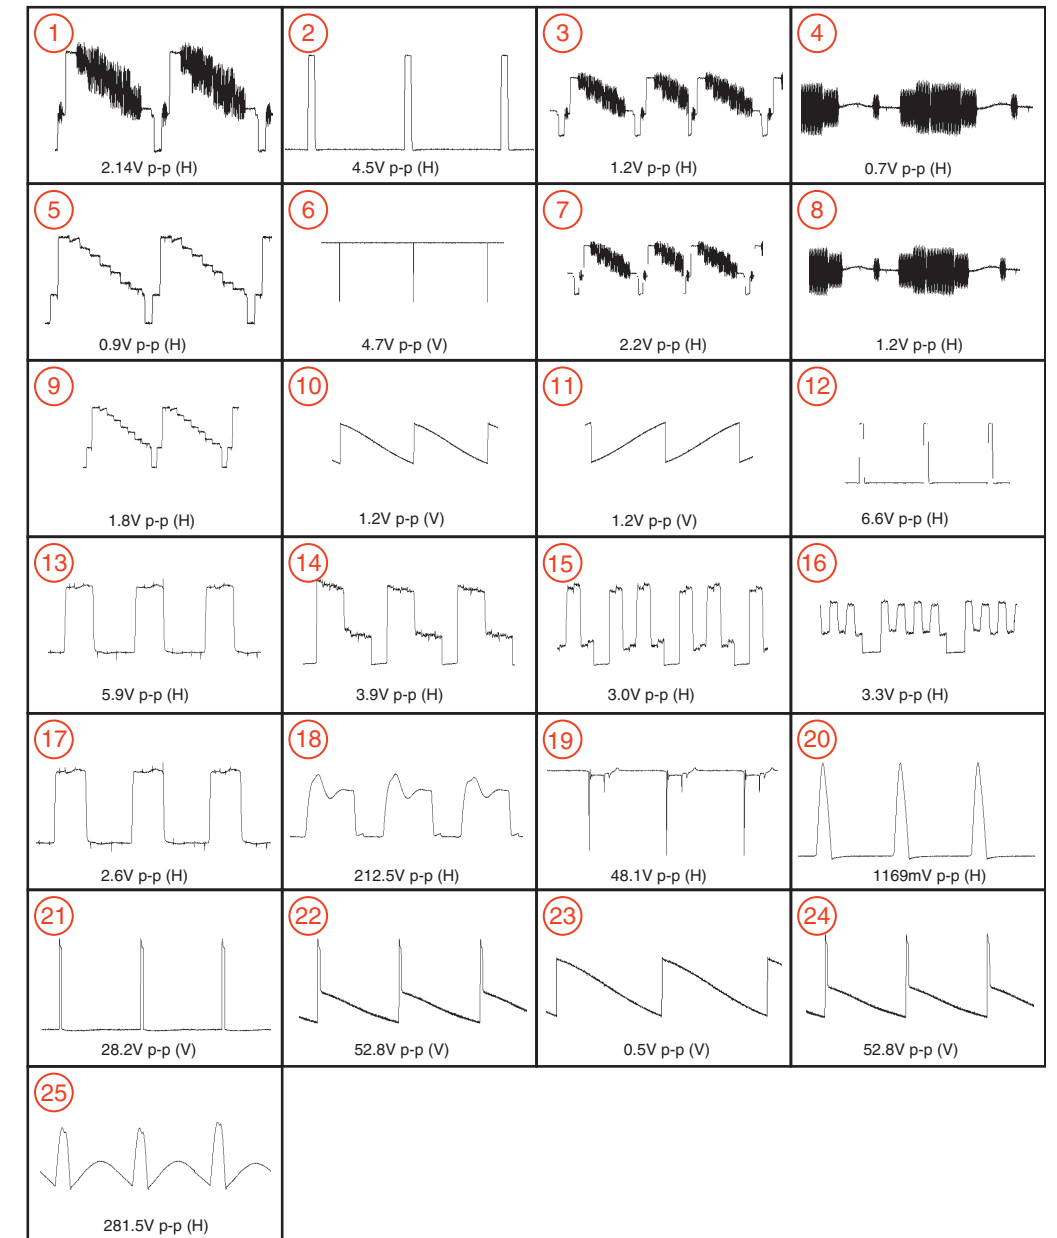 1
2.14V p-p (H)
2
4.5V p-p (H)
3
1.2V p-p (H)
4
0.7V p-p (H)
5
0.9V p-p (H)
6
4.7V p-p (V)
7
2.2V p-p (H)
8
1.2V p-p (H)
9
1.8V p-p (H)
10
1.2V p-p (V)
11
1.2V p-p (V)
12
6.6V p-p (H)
13
5.9V p-p (H)
14
3.9V p-p (H)
15
3.0V p-p (H)
16
3.3V p-p (H)
17
2.6V p-p (H)
18
212.5V p-p (H)
19
48.1V p-p (H)
20
1169mV p-p (H)
21
28.2V p-p (V)
22
52.8V p-p (V)
23
0.5V p-p (V)
24
52.8V p-p (V)
25
281.5V p-p (H)